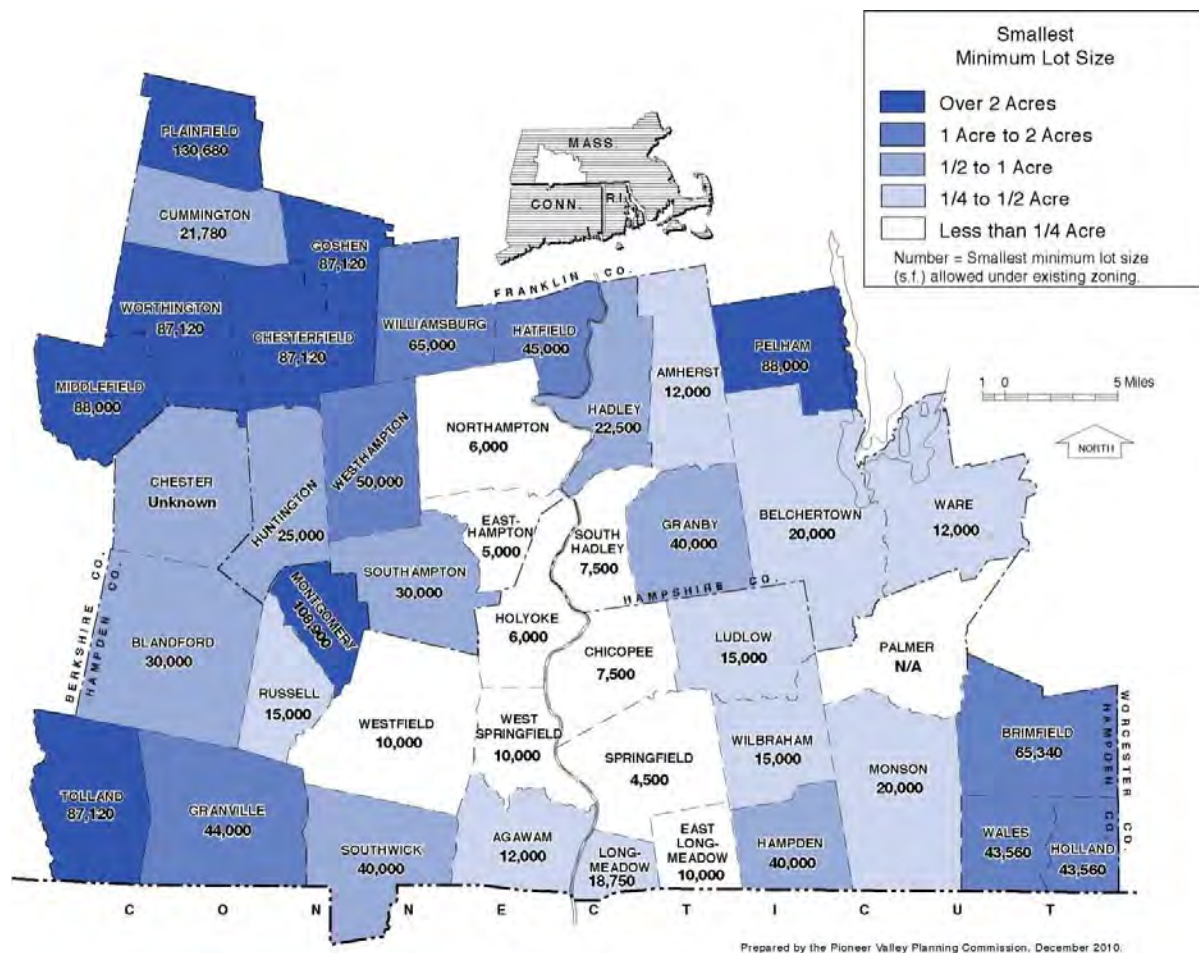 Smallest
Minimum Lot Size
Over 2 Acres
1 Acre to 2 Acres
1/2 to 1 Acre
1/4 to 1/2 Acre
Less than 1/4 Acre
Number = Smallest minimum lot size
(s.f.) allowed under existing zoning.
MASS.
CONN.
R.I.
PLAINFIELD
130,680
CUMMINGTON
21,780
GOSHEN
87,120
FRANKLIN CO.
WORTHINGTON
87,120
CHESTERFIELD
87,120
WILLIAMSBURG
65,000
HATFIELD
45,000
PELHAM
88,000
MIDDLEFIELD
88,000
AMHERST
12,000
1 0 5 Miles
NORTH
NORTHAMPTON
6,000
HADLEY
22,500
WESTHAMPTON
50,000
CHESTER
Unknown
HUNTINGTON
25,000
EAST-
HAMPTON
5,000
SOUTH
HADLEY
7,500
GRANBY
40,000
BELCHERTOWN
20,000
WARE
12,000
SOUTHAMPTON
30,000
HAMPSHIRE CO.
MONTGOMERY
108,900
BERKSHIRE CO.
HAMPDEN CO.
BLANDFORD
30,000
HOLYOKE
6,000
CHICOPEE
7,500
LUDLOW
15,000
PALMER
N/A
RUSSELL
15,000
WESTFIELD
10,000
WEST
SPRINGFIELD
10,000
SPRINGFIELD
4,500
WILBRAHAM
15,000
MONSON
20,000
BRIMFIELD
65,340
WORCESTER CO.
HAMPDEN CO.
TOLLAND
87,120
GRANVILLE
44,000
SOUTHWICK
40,000
AGAWAM
12,000
LONG-
MEADOW
18,750
EAST
LONG-
MEADOW
10,000
HAMPDEN
40,000
WALES
43,560
HOLLAND
43,560
CONNECTICUT
Prepared by the Pioneer Valley Planning Commission, December 2010.